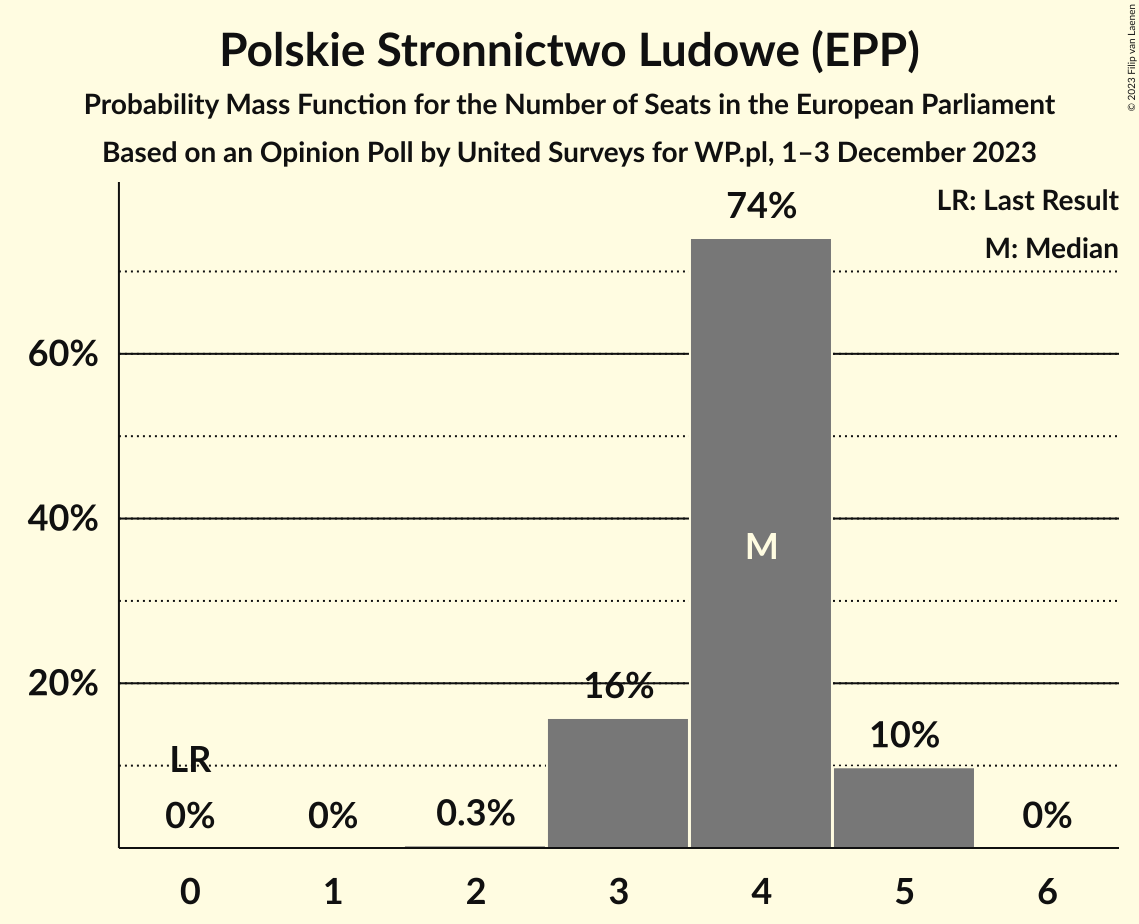 Polskie Stronnictwo Ludowe (EPP)
Probability Mass Function for the Number of Seats in the European Parliament
Based on an Opinion Poll by United Surveys for WP.pl, 1–3 December 2023
© 2023 Filip van Laenen
LR: Last Result
M: Median
74%
60%
40%
20%
M
16%
10%
LR
0%
0%
0.3%
0%
0 1 2 3 4 5 6